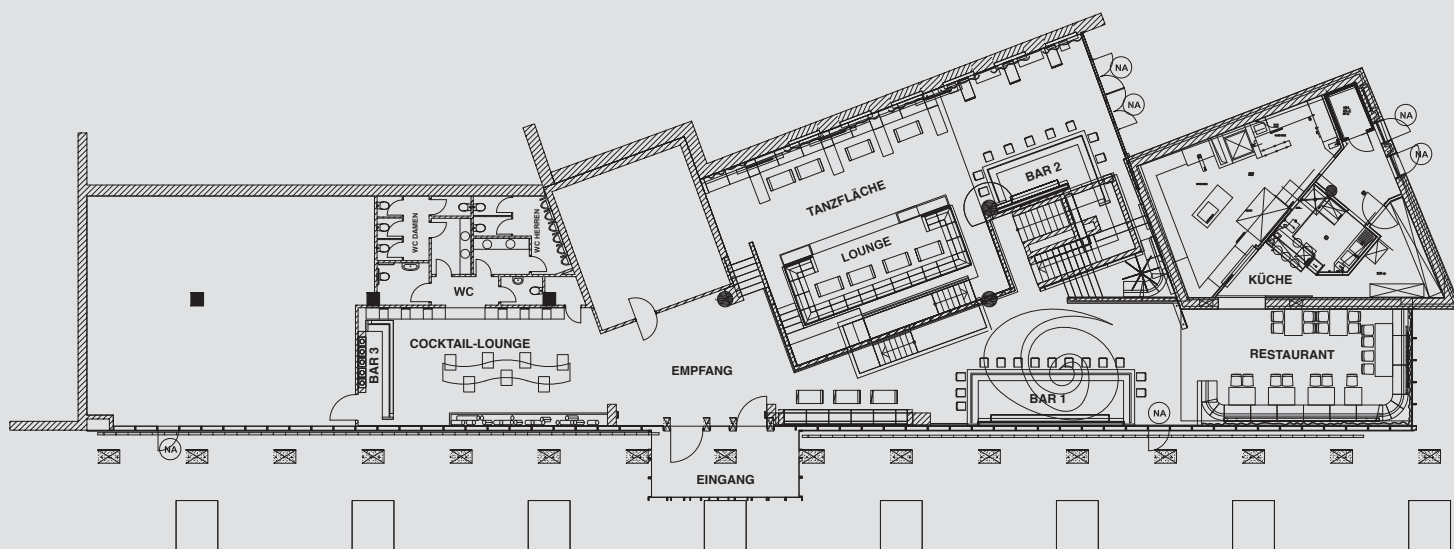 NA
NA
NA
NA
BAR 2
TANZFLÄCHE
WC DAMEN
WC HERREN
LOUNGE
KÜCHE
WC
COCKTAIL-LOUNGE
BAR 3
RESTAURANT
EMPFANG
BAR 1
NA
NA
EINGANG